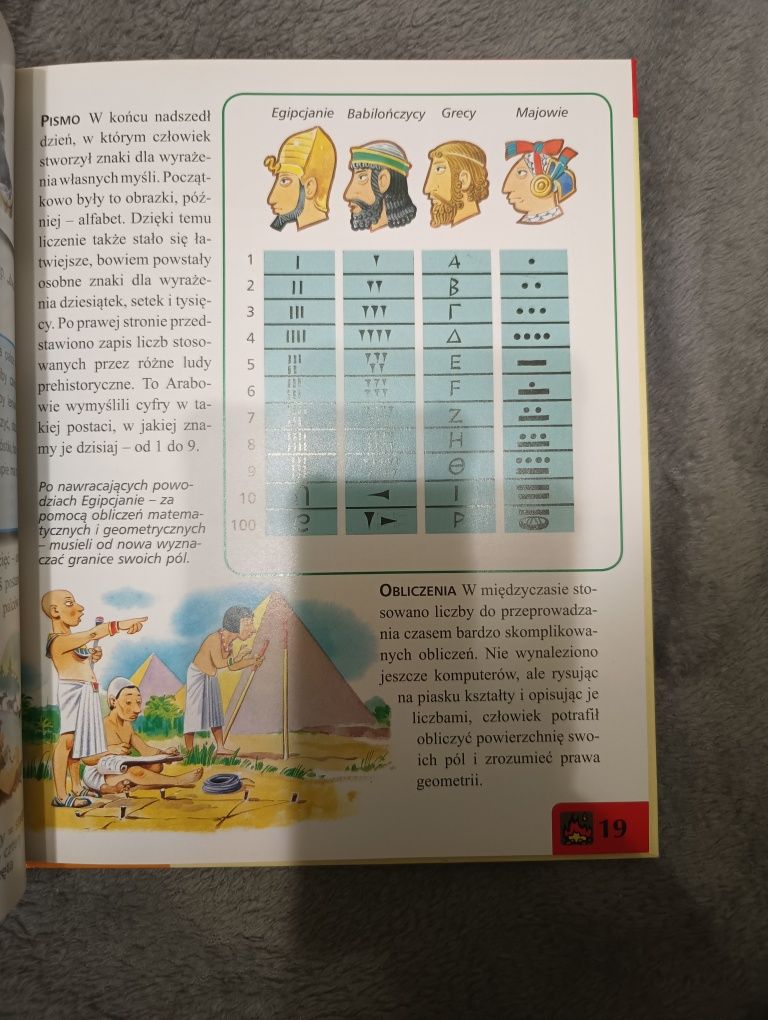 PISMO W końcu nadszedł
dzień, w którym człowiek
stworzył znaki dla wyraże-
nia własnych myśli. Począt-
kowo były to obrazki, póź-
niej – alfabet. Dzięki temu
liczenie także stało się ła-
twiejsze, bowiem powstały
osobne znaki dla wyraże-
nia dziesiątek, setek i tysię-
cy. Po prawej stronie przed-
stawiono zapis liczb stoso-
wanych przez różne ludy
prehistoryczne. To Arabo-
wie wymyślili cyfry w ta-
kiej postaci, w jakiej zna-
my je dzisiaj – od 1 do 9.
Po nawracających powo-
dziach Egipcjanie – za
pomocą obliczeń matema-
tycznych i geometrycznych
– musieli od nowa wyzna-
czać granice swoich pól.
Egipcjanie Babilończycy Grecy Majowie
1 A
2 B
3 Γ
4 Δ
5 E
6 F
7 Z
8 H
9 Θ
10 I
100 P
OBLICZENIA W międzyczasie sto-
sowano liczby do przeprowadza-
nia czasem bardzo skomplikowa-
nych obliczeń. Nie wynaleziono
jeszcze komputerów, ale rysując
na piasku kształty i opisując je
liczbami, człowiek potrafił
obliczyć powierzchnię swo-
ich pól i zrozumieć prawa
geometrii.
19